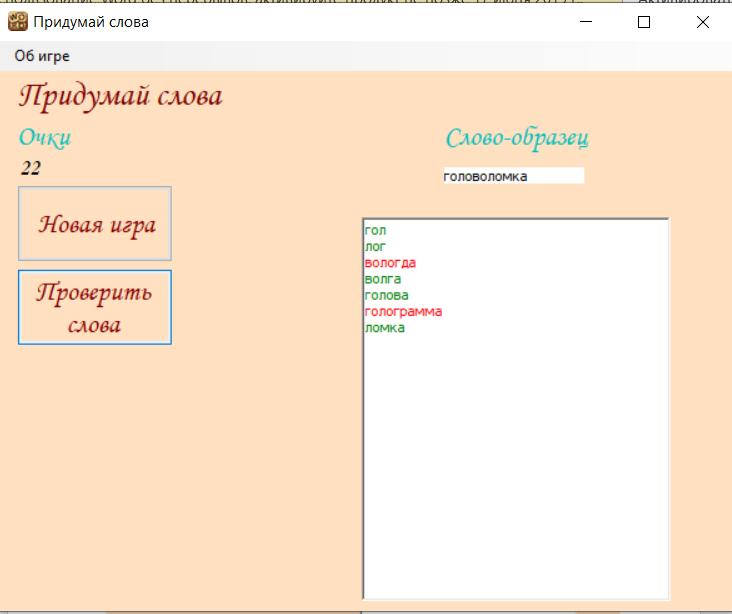 Придумай слова
Об игре
Придумай слова
Очки
22
Новая игра
Проверить
слова
Слово-образец
головоломка
гол
лог
вологда
волга
голова
голограмма
ломка